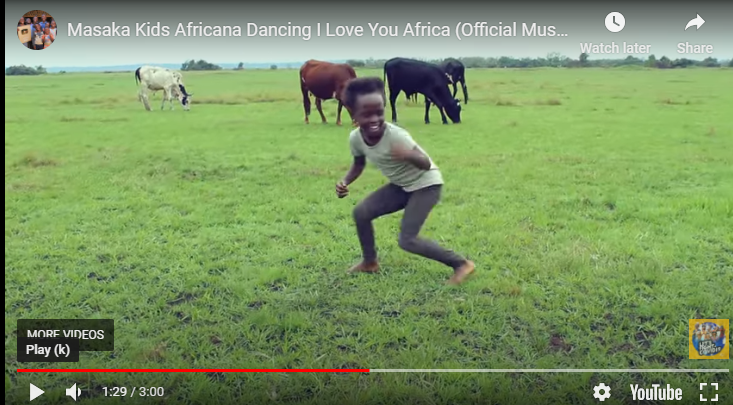 Masaka Kids Africana Dancing I Love You Africa (Official Mus...
Watch later
Share
MORE VIDEOS
Play (k)
1:29 / 3:00
YouTube